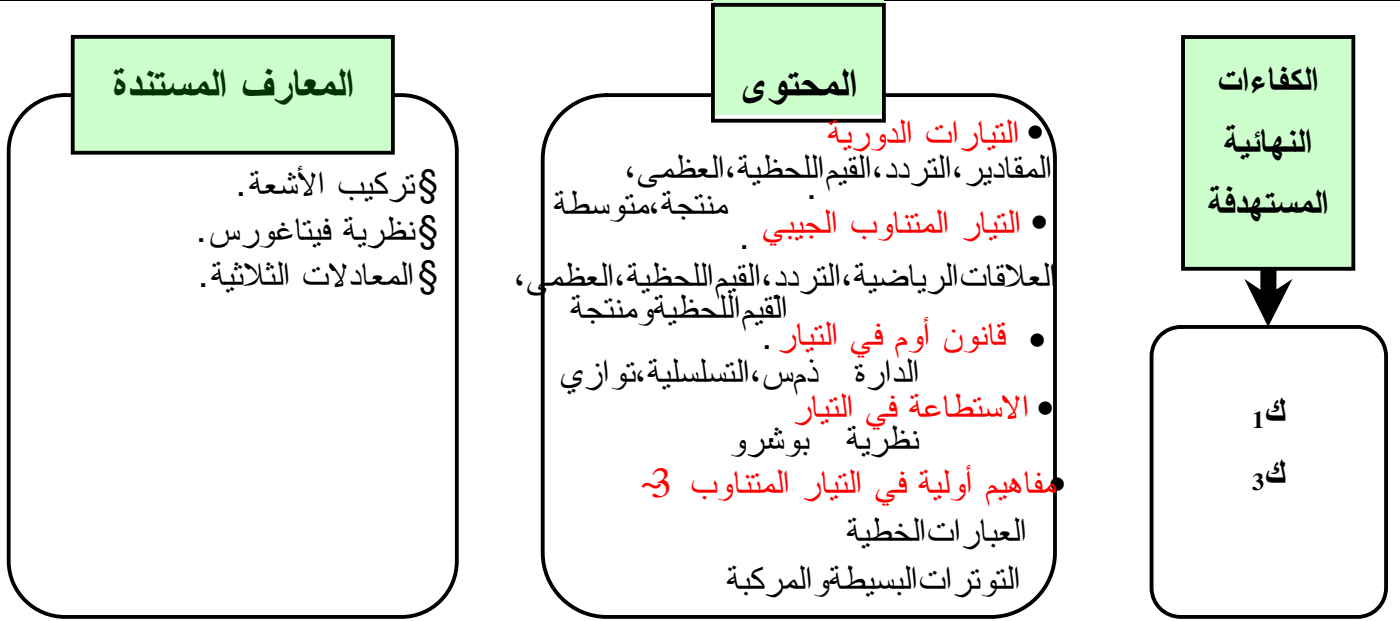 الكفاءات
النهائية
المستهدفة
ك1
ك3
المحتوى
• التيارات الدورية
المقادير،التردد،القيم اللحظية،العظمى،
منتجة،متوسطة.
• التيار المتناوب الجيبي.
العلاقات الرياضية،التردد،القيم اللحظية،العظمى،
القيم اللحظية ومنتجة
• قانون أوم في التيار.
الدارة ذمس،التسلسلية،توازي
• الاستطاعة في التيار
نظرية بوشرو
•مفاهيم أولية في التيار المتناوب 3~
العبارات الخطية
التوترات البسيطة والمركبة
المعارف المستندة
§تركيب الأشعة.
§نظرية فيتاغورس.
§المعادلات الثلاثية.